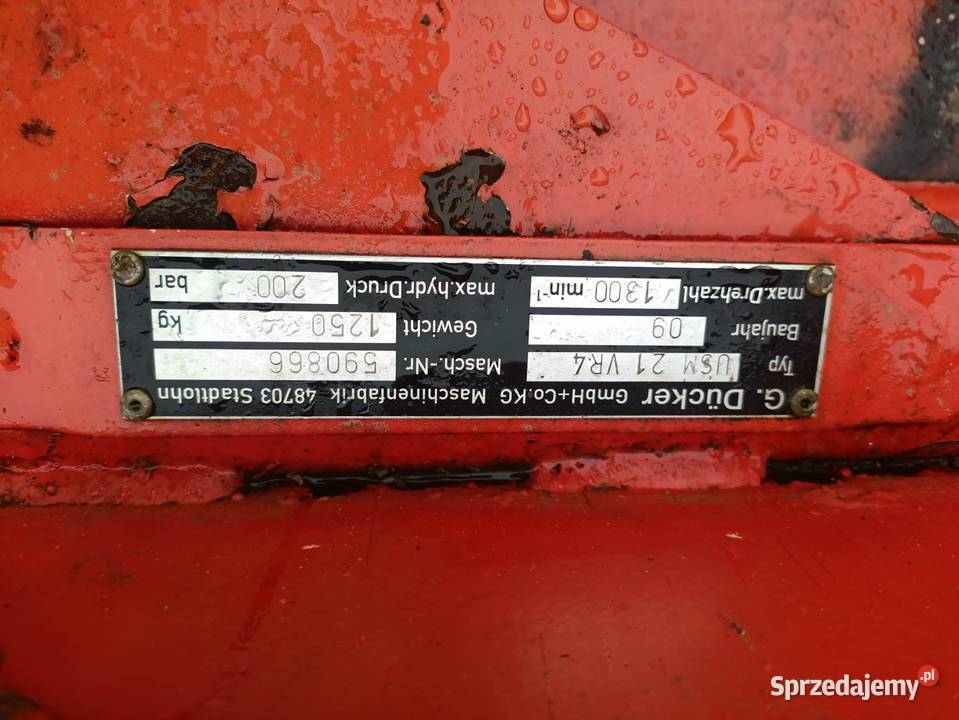 G. Dücker GmbH+Co.KG Maschinenfabrik 48703 Stadtlohn
Typ USM 21 VR4 Masch.-Nr. 590866
Baujahr 09 Gewicht 1250 kg
max.Drehzahl 1300 min⁻¹ max.hydr.Druck 200 bar
Sprzedajemy.pl